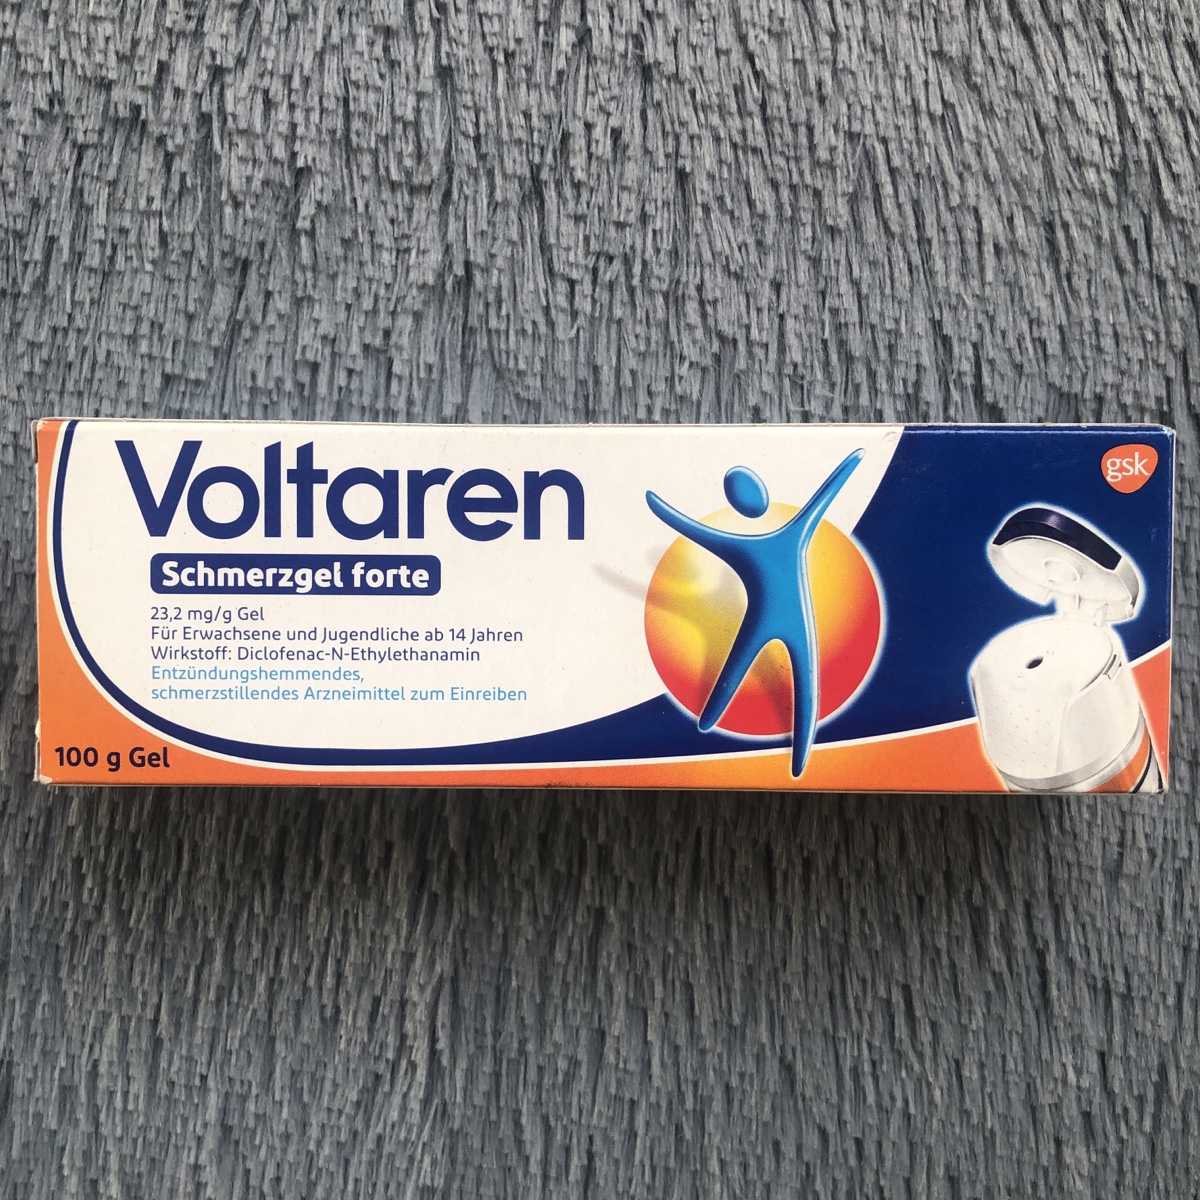 Voltaren
Schmerzgel forte
23,2 mg/g Gel
Für Erwachsene und Jugendliche ab 14 Jahren
Wirkstoff: Diclofenac-N-Ethylethanamin
Entzündungshemmendes,
schmerzstillendes Arzneimittel zum Einreiben
100 g Gel
gsk